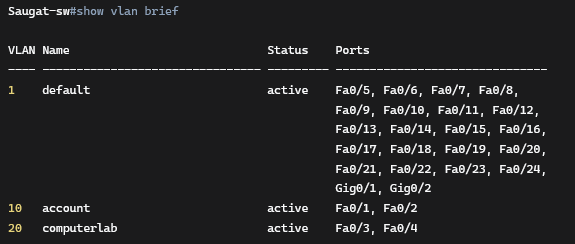 Saugat-sw#show vlan brief
VLAN Name                             Status    Ports
---- -------------------------------- --------- -------------------------------
1    default                          active    Fa0/5, Fa0/6, Fa0/7, Fa0/8,
                                                Fa0/9, Fa0/10, Fa0/11, Fa0/12,
                                                Fa0/13, Fa0/14, Fa0/15, Fa0/16,
                                                Fa0/17, Fa0/18, Fa0/19, Fa0/20,
                                                Fa0/21, Fa0/22, Fa0/23, Fa0/24,
                                                Gig0/1, Gig0/2
10   account                          active    Fa0/1, Fa0/2
20   computerlab                      active    Fa0/3, Fa0/4